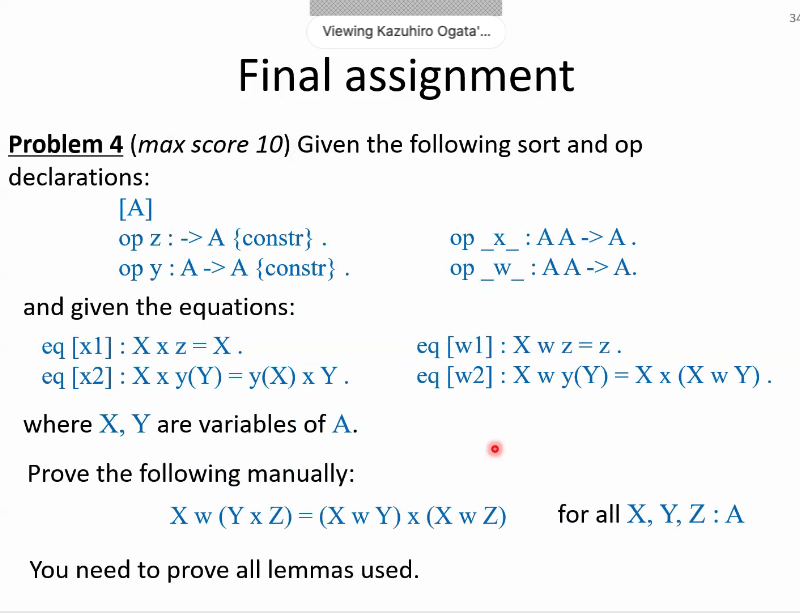 34
Viewing Kazuhiro Ogata'...
Final assignment
Problem 4 (max score 10) Given the following sort and op
declarations:
[A]
op z : -> A {constr} .
op _x_ : A A -> A .
op y : A -> A {constr} .
op _w_ : A A -> A.
and given the equations:
eq [x1] : X x z = X .
eq [w1] : X w z = z .
eq [x2] : X x y(Y) = y(X) x Y .
eq [w2] : X w y(Y) = X x (X w Y) .
where X, Y are variables of A.
Prove the following manually:
X w (Y x Z) = (X w Y) x (X w Z)
for all X, Y, Z : A
You need to prove all lemmas used.